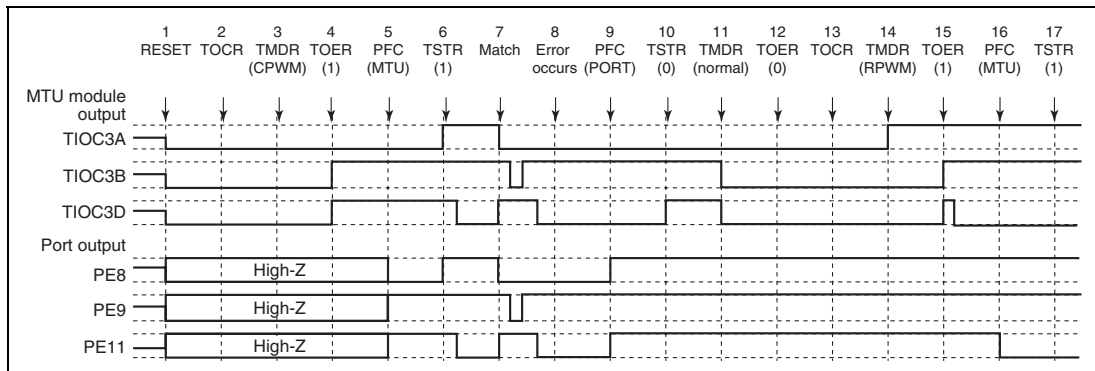 1 2 3 4 5 6 7 8 9 10 11 12 13 14 15 16 17
RESET TOCR TMDR TOER PFC TSTR Match Error PFC TSTR TMDR TOER TOCR TMDR TOER PFC TSTR
(CPWM) (1) (MTU) (1) occurs (PORT) (0) (normal) (0) (RPWM) (1) (MTU) (1)
MTU module
output
TIOC3A
TIOC3B
TIOC3D
Port output
PE8 High-Z
PE9 High-Z
PE11 High-Z